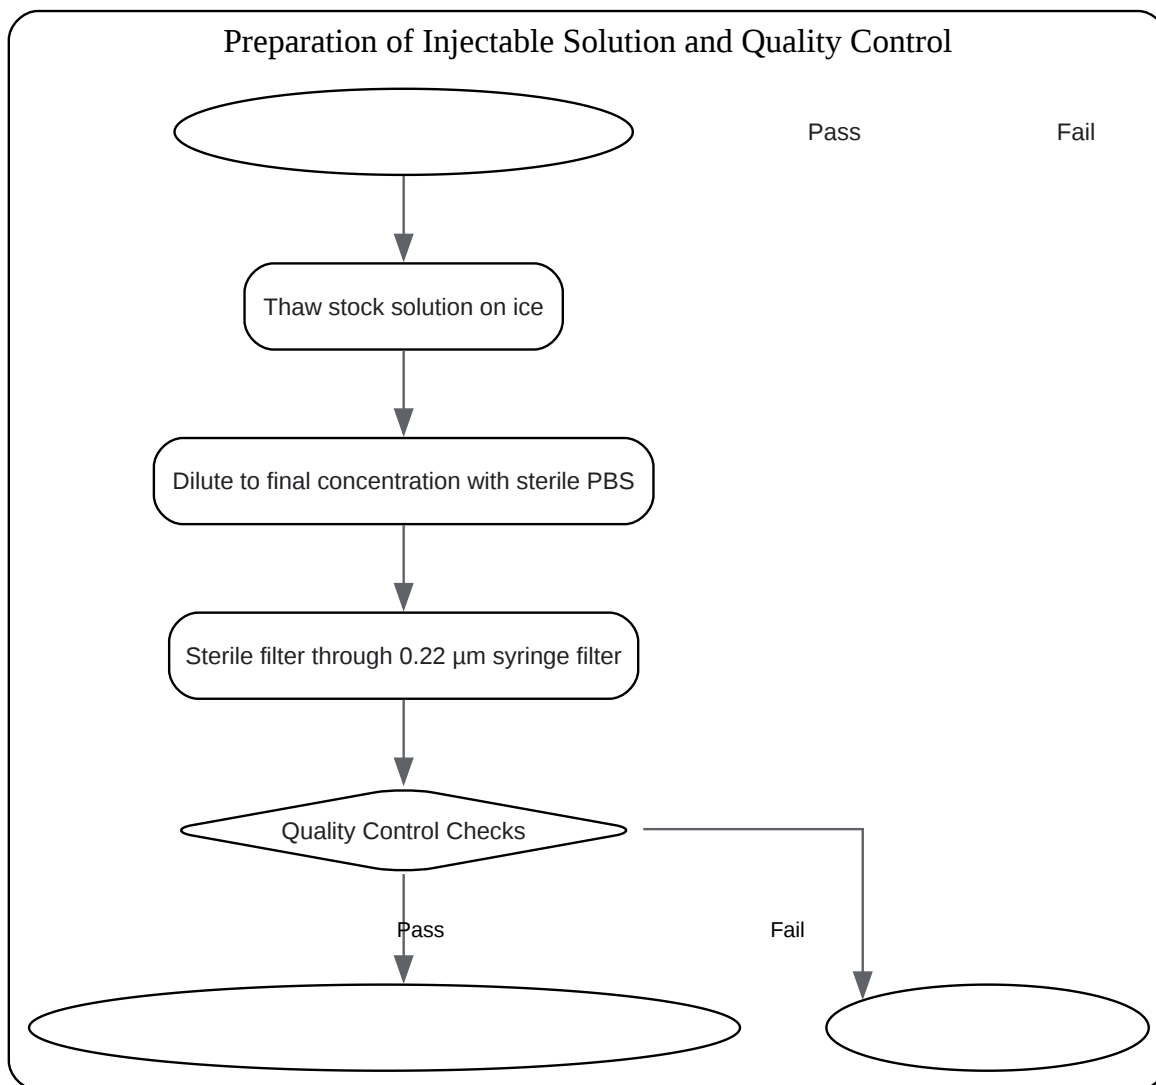 Preparation of Injectable Solution and Quality Control
Pass
Fail
Thaw stock solution on ice
Dilute to final concentration with sterile PBS
Sterile filter through 0.22 µm syringe filter
Quality Control Checks
Pass
Fail